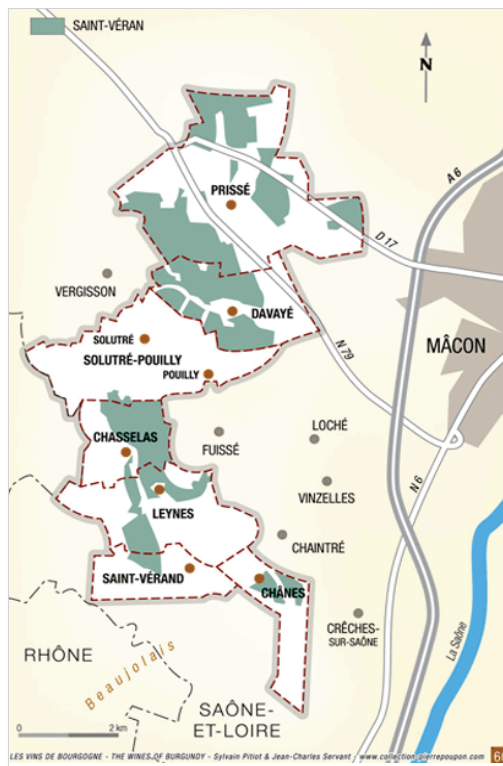 SAINT-VÉRAN
N
A 6
PRISSÉ
D 17
VERGISSON
DAVAYÉ
SOLUTRÉ
SOLUTRÉ-POUILLY
POUILLY
N 79
MÂCON
CHASSELAS
FUISSÉ
LOCHÉ
LEYNES
VINZELLES
N 6
CHAINTRÉ
SAINT-VÉRAND
CHÂNES
CRÊCHES-
SUR-SAÔNE
La Saône
RHÔNE
Beaujolais
SAÔNE-
ET-LOIRE
0 2 km
LES VINS DE BOURGOGNE - THE WINES OF BURGUNDY - Sylvain Pitiot & Jean-Charles Servant - www.collection-pierrepoupon.com